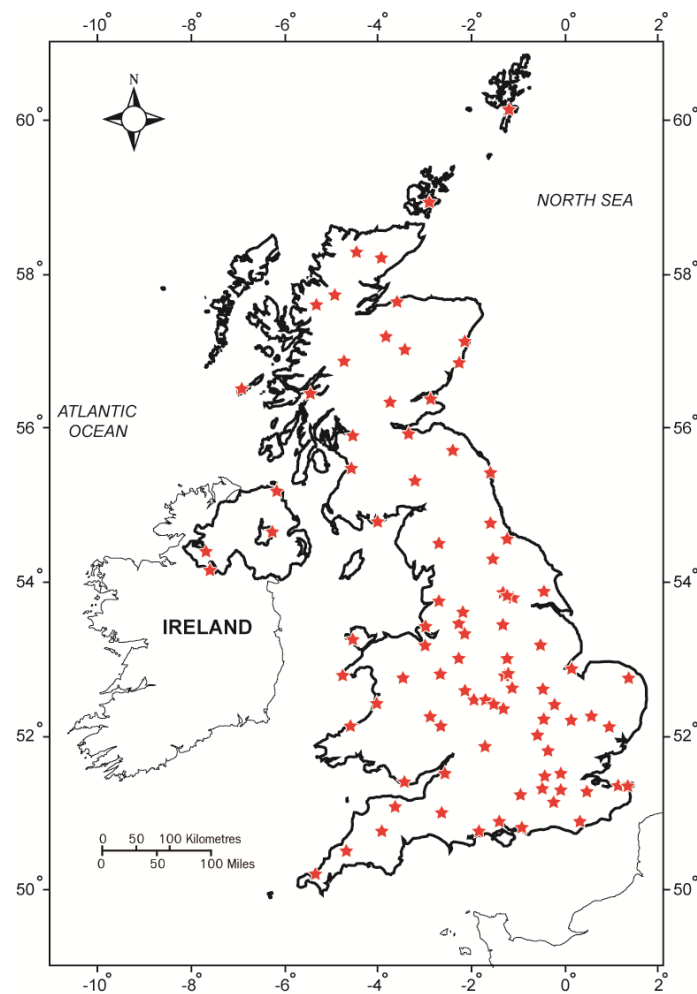 -10° -8° -6° -4° -2° 0° 2°
N
60° 60°
NORTH SEA
58° 58°
ATLANTIC
OCEAN
56° 56°
54° 54°
IRELAND
52° 52°
0 50 100 Kilometres
0 50 100 Miles
50° 50°
-10° -8° -6° -4° -2° 0° 2°